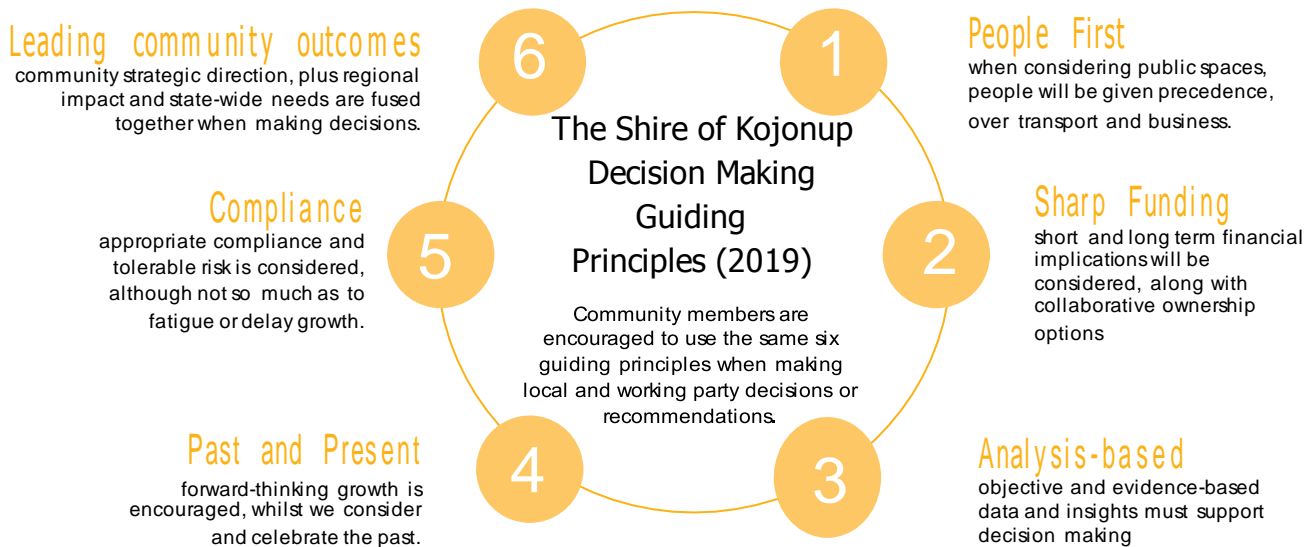 The Shire of Kojonup
Decision Making
Guiding
Principles (2019)
Community members are
encouraged to use the same six
guiding principles when making
local and working party decisions or
recommendations.
1
People First
when considering public spaces,
people will be given precedence,
over transport and business.
2
Sharp Funding
short and long term financial
implications will be
considered, along with
collaborative ownership
options
3
Analysis-based
objective and evidence-based
data and insights must support
decision making
4
Past and Present
forward-thinking growth is
encouraged, whilst we consider
and celebrate the past.
5
Compliance
appropriate compliance and
tolerable risk is considered,
although not so much as to
fatigue or delay growth.
6
Leading community outcomes
community strategic direction, plus regional
impact and state-wide needs are fused
together when making decisions.